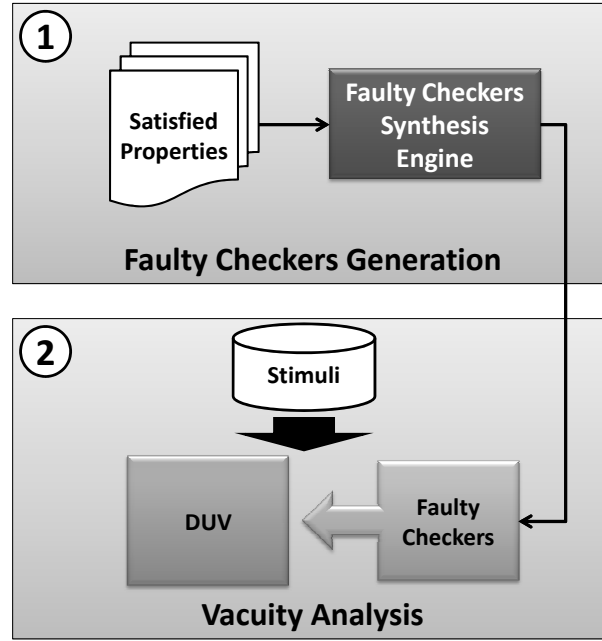 1
Satisfied
Properties
Faulty Checkers
Synthesis
Engine
Faulty Checkers Generation
2
Stimuli
DUV
Faulty
Checkers
Vacuity Analysis